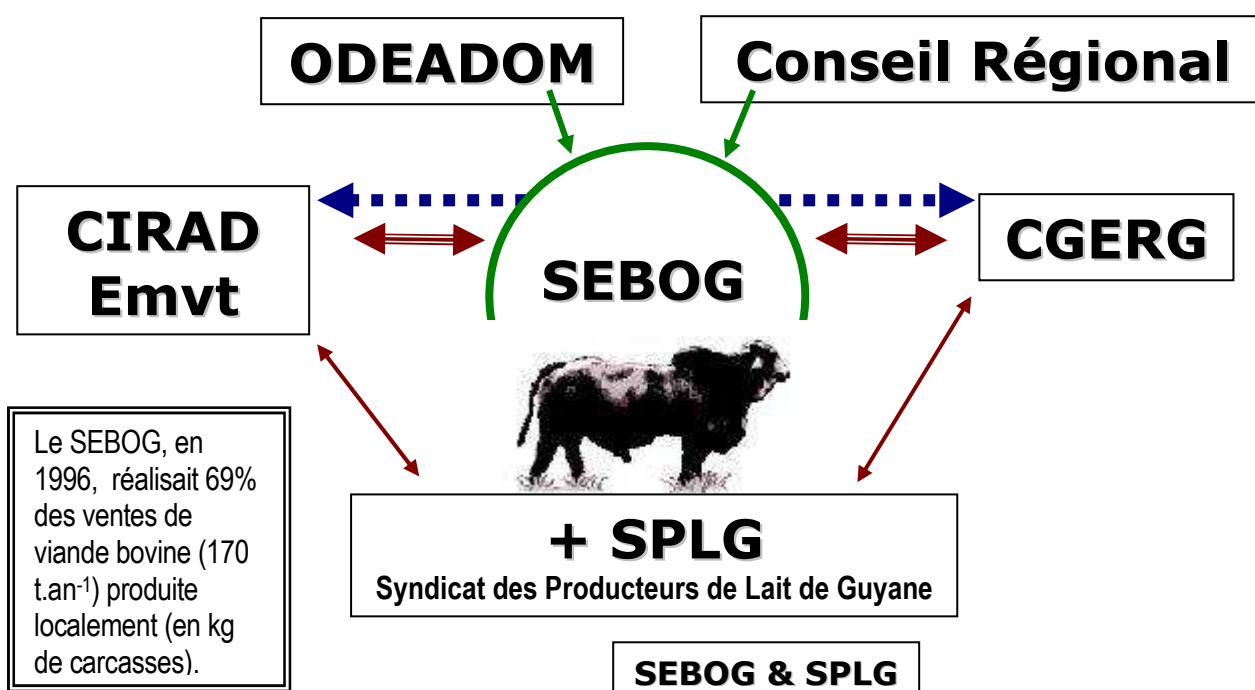 ODEADOM
Conseil Régional
CIRAD
Emvt
SEBOG
CGERG
Le SEBOG, en
1996, réalisait 69%
des ventes de
viande bovine (170
t.an⁻¹) produite
localement (en kg
de carcasses).
+ SPLG
Syndicat des Producteurs de Lait de Guyane
SEBOG & SPLG